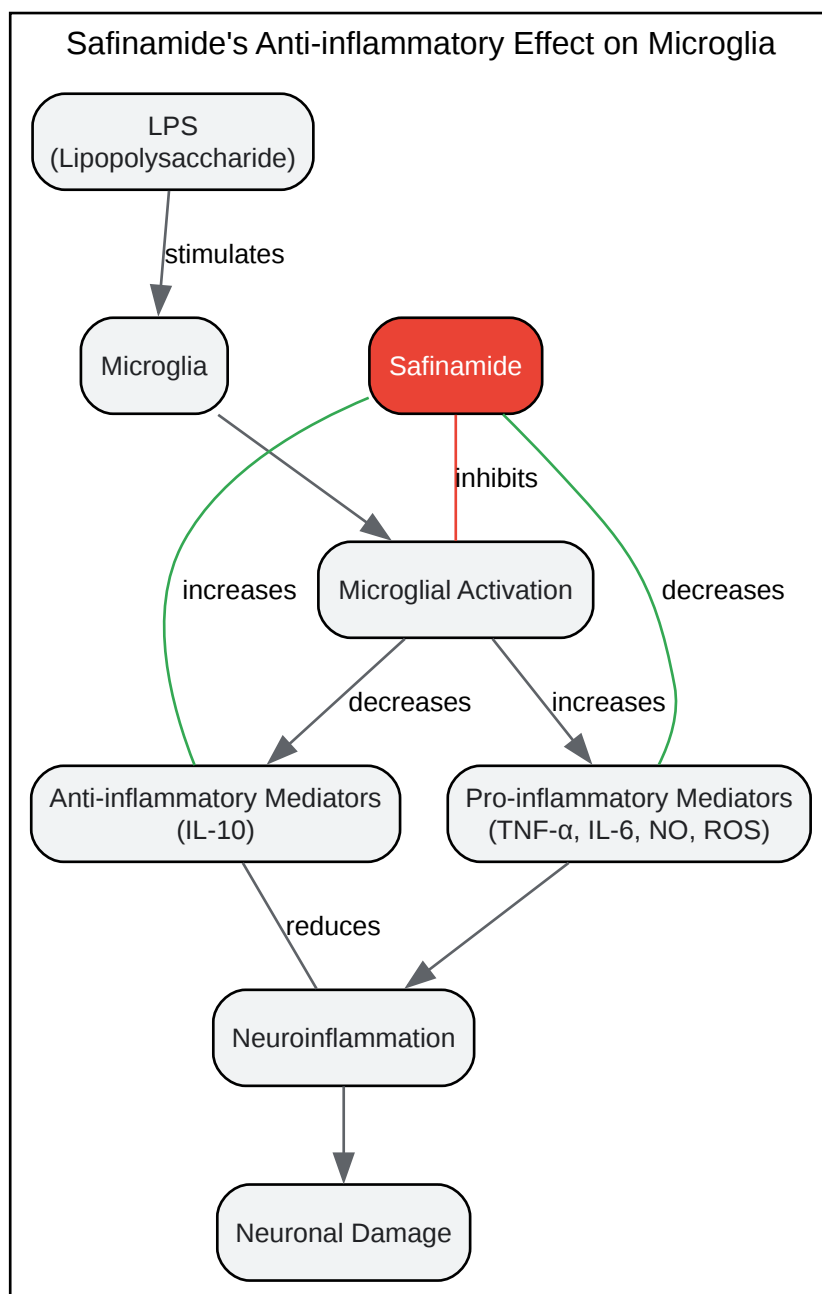 Safinamide's Anti-inflammatory Effect on Microglia
LPS
(Lipopolysaccharide)
stimulates
Microglia
Safinamide
inhibits
Microglial Activation
increases
decreases
decreases
increases
Anti-inflammatory Mediators
(IL-10)
Pro-inflammatory Mediators
(TNF-α, IL-6, NO, ROS)
reduces
Neuroinflammation
Neuronal Damage